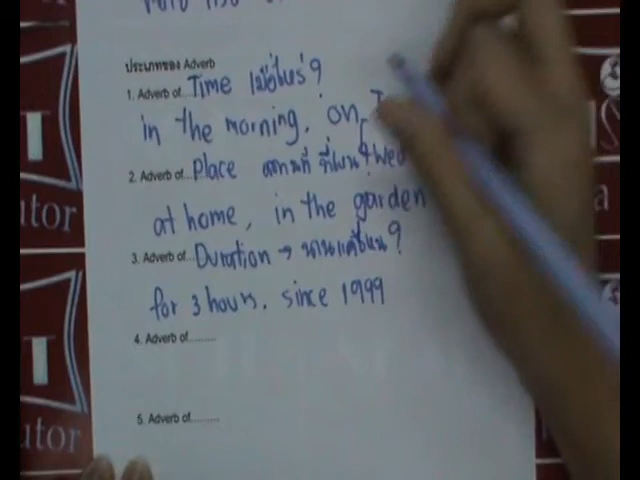 ประเภทของ Adverb
1. Adverb of Time เมื่อไหร่?
in the morning, on
2. Adverb of Place สถานที่ ที่ไหน?
at home, in the garden
3. Adverb of Duration → นานแค่ไหน?
for 3 hours. since 1999
4. Adverb of.........
5. Adverb of.........